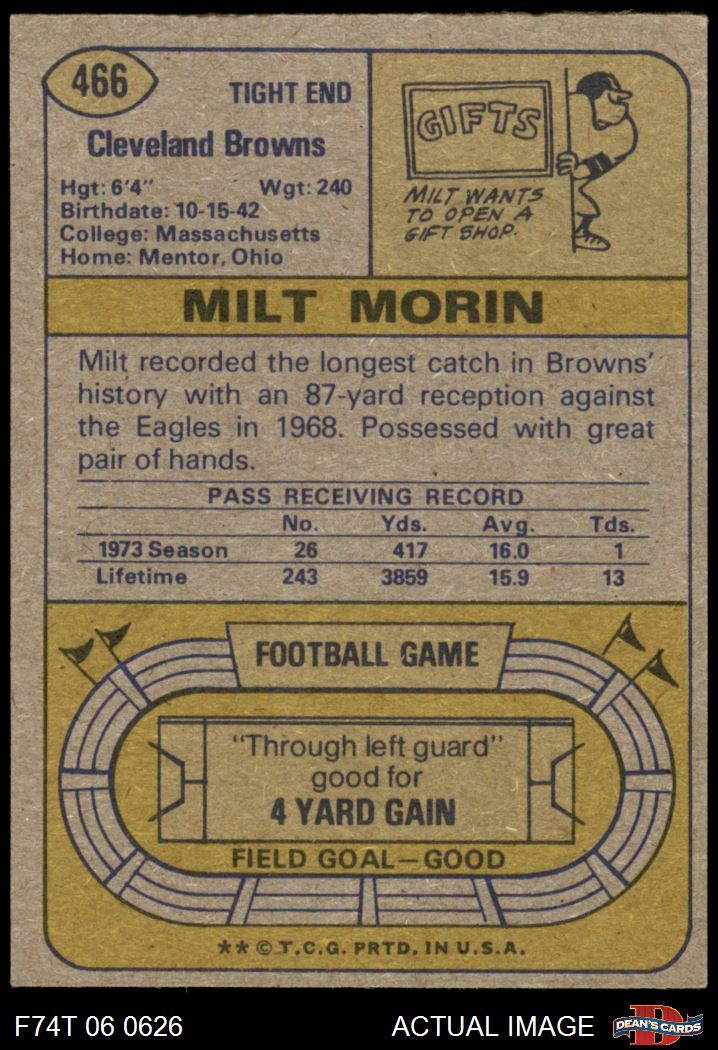 466
TIGHT END
Cleveland Browns
Hgt: 6'4" Wgt: 240
Birthdate: 10-15-42
College: Massachusetts
Home: Mentor, Ohio
GIFTS
MILT WANTS
TO OPEN A
GIFT SHOP.
MILT MORIN
Milt recorded the longest catch in Browns'
history with an 87-yard reception against
the Eagles in 1968. Possessed with great
pair of hands.
PASS RECEIVING RECORD
No. Yds. Avg. Tds.
1973 Season 26 417 16.0 1
Lifetime 243 3859 15.9 13
FOOTBALL GAME
"Through left guard"
good for
4 YARD GAIN
FIELD GOAL—GOOD
** © T.C.G. PRTD. IN U.S.A.
F74T 06 0626
ACTUAL IMAGE
D
DEAN'S CARDS